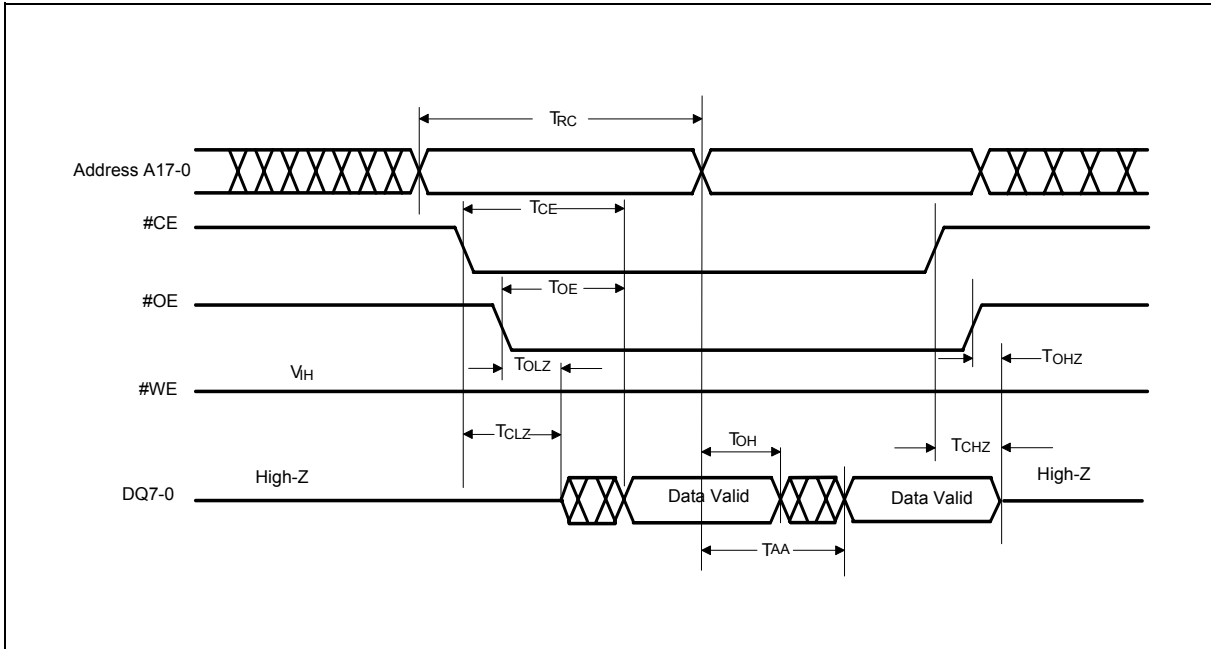 TRC
Address A17-0
TCE
#CE
TOE
#OE
TOLZ
TOHZ
VIH
#WE
TCLZ
TOH
TCHZ
High-Z
High-Z
DQ7-0
Data Valid
Data Valid
TAA